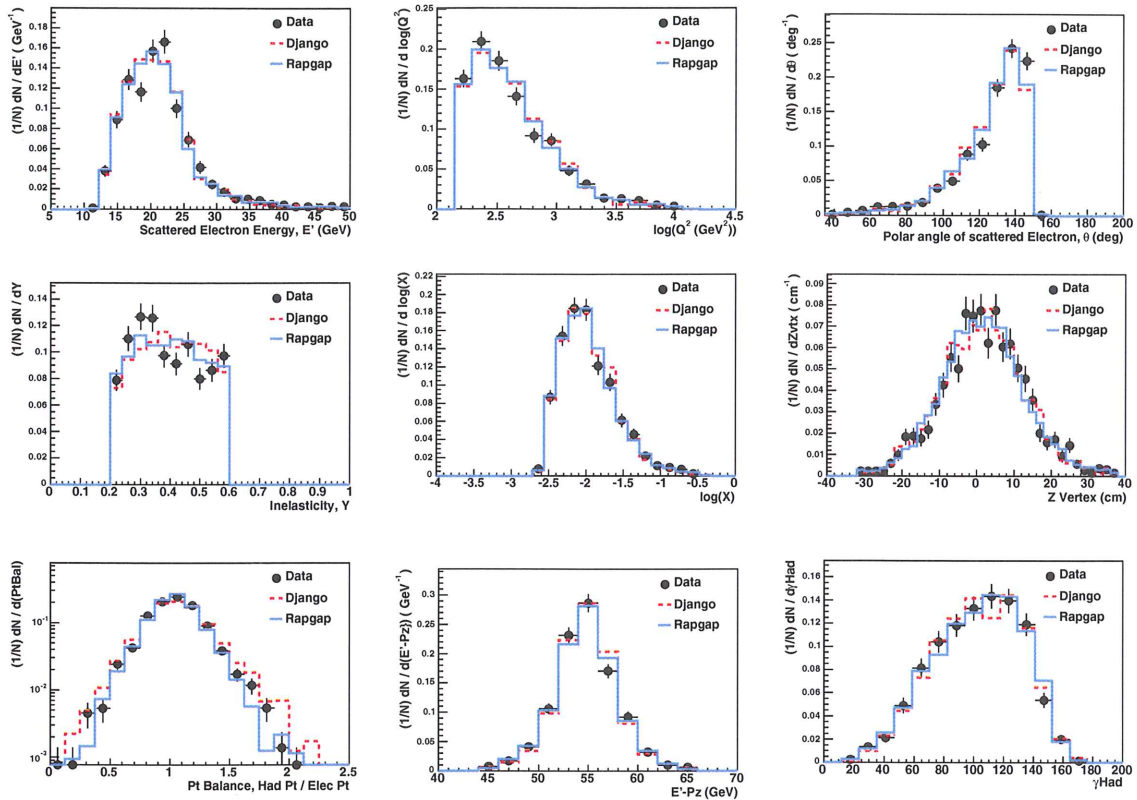 (1/N) dN / dE' ( GeV⁻¹)
0.18
0.16
0.14
0.12
0.1
0.08
0.06
0.04
0.02
0
5 10 15 20 25 30 35 40 45 50
Scattered Electron Energy, E' (GeV)
Data
Django
Rapgap
(1/N) dN / d log(Q²)
0.25
0.2
0.15
0.1
0.05
0
2 2.5 3 3.5 4 4.5
log(Q² (GeV²))
Data
Django
Rapgap
(1/N) dN / dθ ( deg⁻¹)
0.25
0.2
0.15
0.1
0.05
0
40 60 80 100 120 140 160 180 200
Polar angle of scattered Electron, θ (deg)
Data
Django
Rapgap
(1/N) dN / dY
0.14
0.12
0.1
0.08
0.06
0.04
0.02
0
0 0.1 0.2 0.3 0.4 0.5 0.6 0.7 0.8 0.9 1
Inelasticity, Y
Data
Django
Rapgap
(1/N) dN / d log(X)
0.22
0.2
0.18
0.16
0.14
0.12
0.1
0.08
0.06
0.04
0.02
0
-4 -3.5 -3 -2.5 -2 -1.5 -1 -0.5 0
log(X)
Data
Django
Rapgap
(1/N) dN / dZvtx ( cm⁻¹)
0.09
0.08
0.07
0.06
0.05
0.04
0.03
0.02
0.01
0
-40 -30 -20 -10 0 10 20 30 40
Z Vertex (cm)
Data
Django
Rapgap
(1/N) dN / d(PtBal)
10⁻¹
10⁻²
10⁻³
0 0.5 1 1.5 2 2.5
Pt Balance, Had Pt / Elec Pt
Data
Django
Rapgap
(1/N) dN / d(E'-Pz)) ( GeV⁻¹)
0.3
0.25
0.2
0.15
0.1
0.05
0
40 45 50 55 60 65 70
E'-Pz (GeV)
Data
Django
Rapgap
(1/N) dN / dγHad
0.16
0.14
0.12
0.1
0.08
0.06
0.04
0.02
0
0 20 40 60 80 100 120 140 160 180 200
γHad
Data
Django
Rapgap